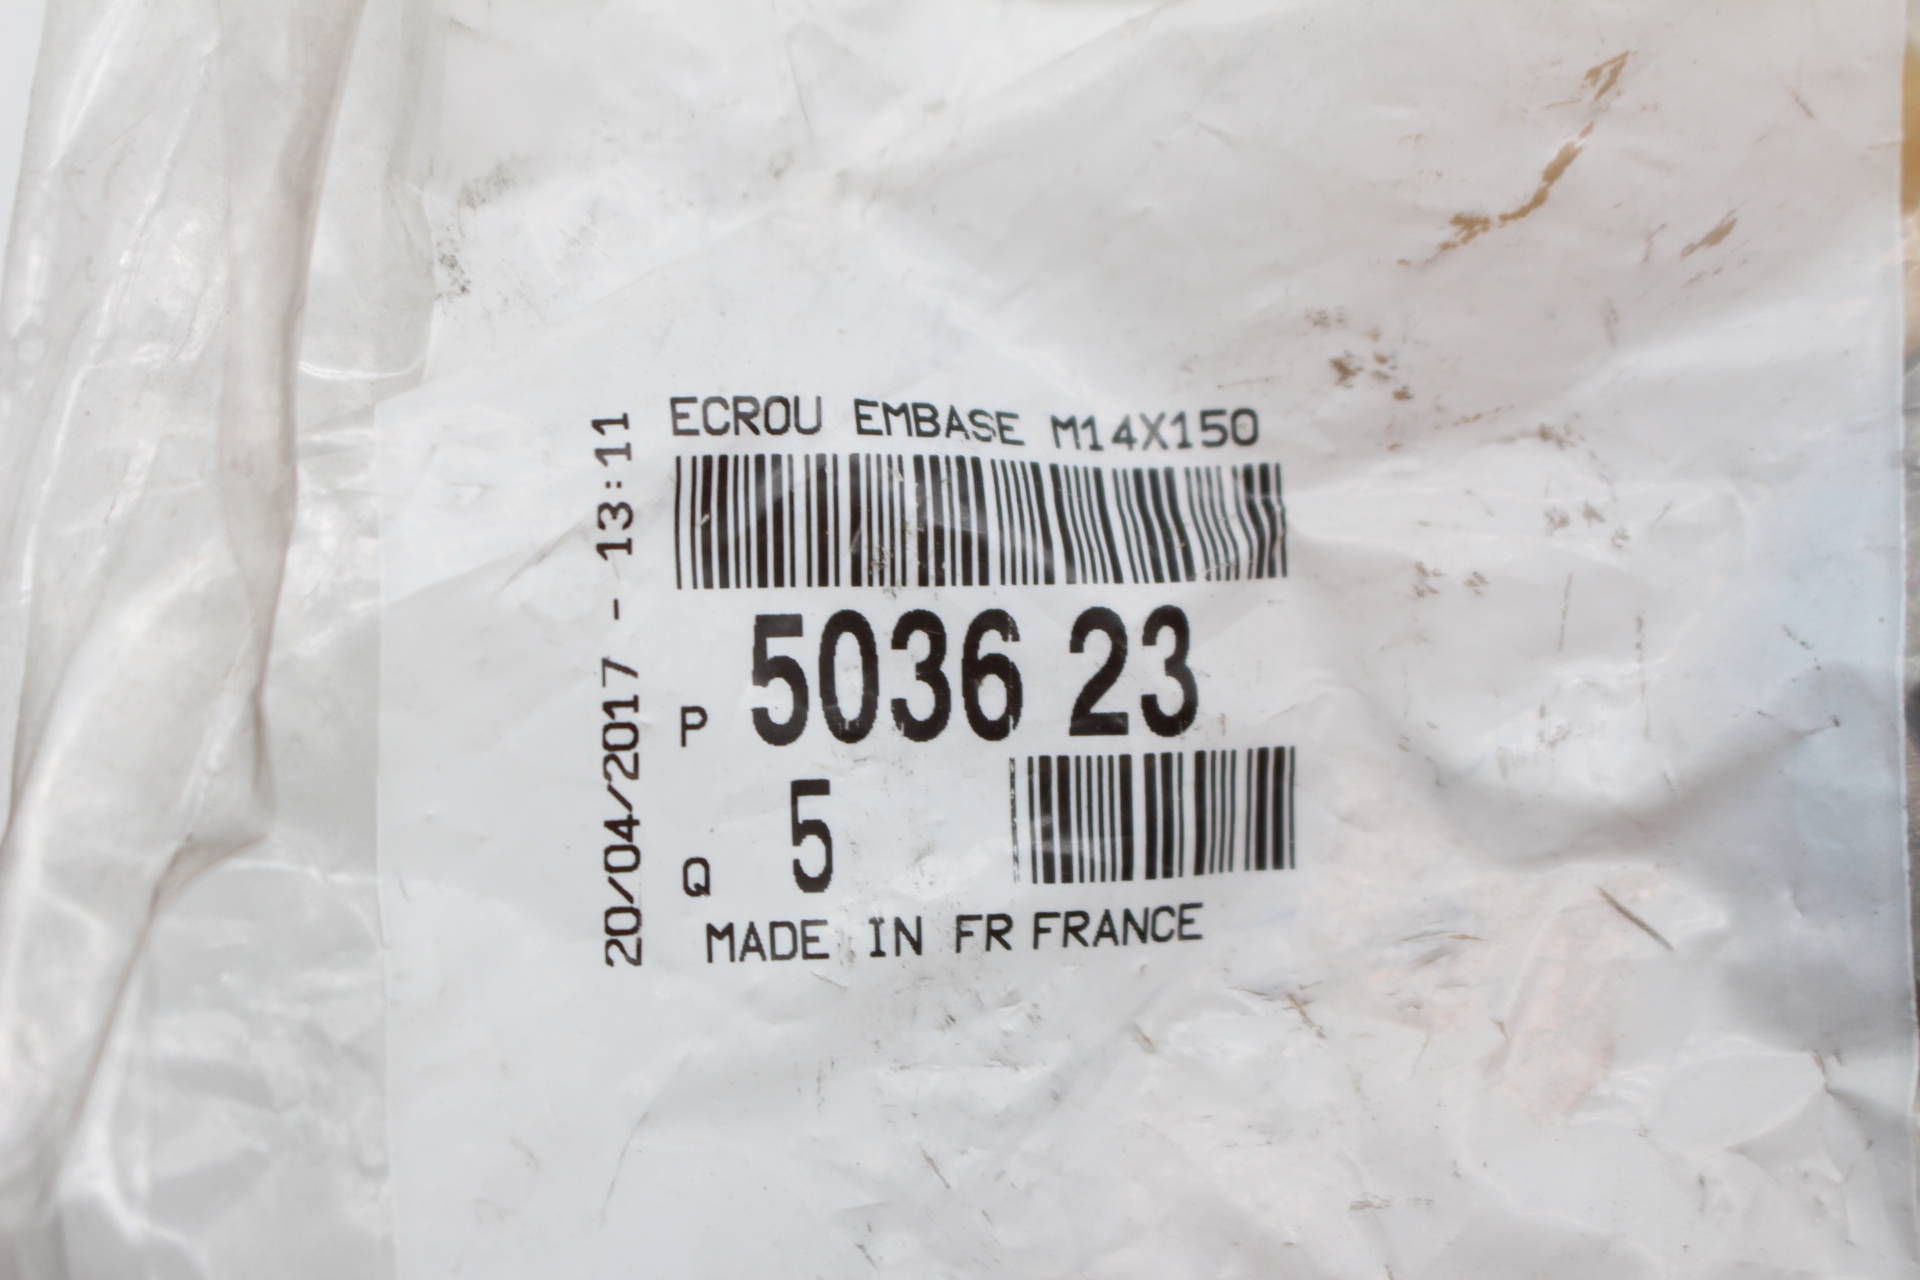 ECROU EMBASE M14X150
P 5036 23
Q 5
MADE IN FR FRANCE
20/04/2017 - 13:11